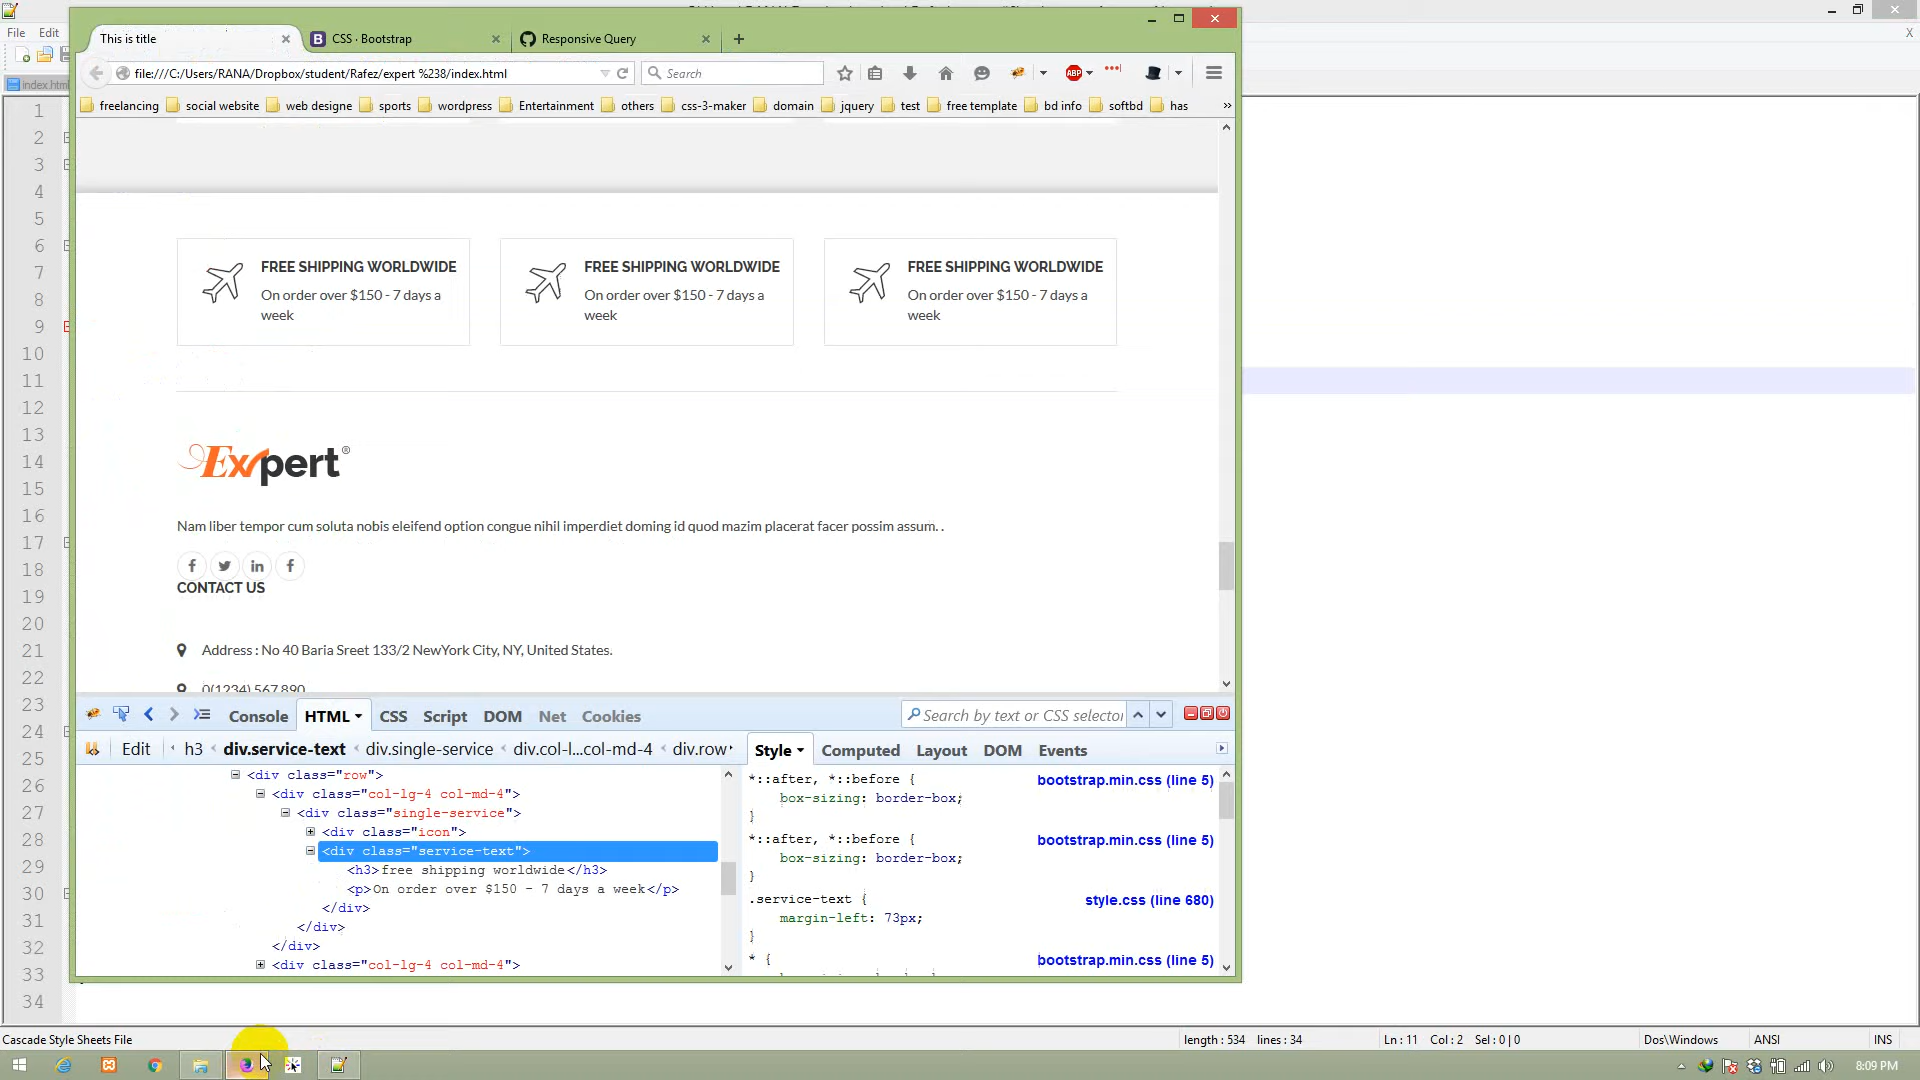 File Edit
This is title
CSS · Bootstrap
Responsive Query
file:///C:/Users/RANA/Dropbox/student/Rafez/expert %238/index.html
Search
ABP
freelancing social website web designe sports wordpress Entertainment others css-3-maker domain jquery test free template bd info softbd has »
index.html
FREE SHIPPING WORLDWIDE
On order over $150 - 7 days a
week
FREE SHIPPING WORLDWIDE
On order over $150 - 7 days a
week
FREE SHIPPING WORLDWIDE
On order over $150 - 7 days a
week
Expert®
Nam liber tempor cum soluta nobis eleifend option congue nihil imperdiet doming id quod mazim placerat facer possim assum. .
CONTACT US
Address : No 40 Baria Sreet 133/2 NewYork City, NY, United States.
0(1234) 567 890
Console HTML CSS Script DOM Net Cookies
Search by text or CSS selector
Edit h3 < div.service-text < div.single-service < div.col-l...col-md-4 < div.row
Style Computed Layout DOM Events
<div class="row">
<div class="col-lg-4 col-md-4">
<div class="single-service">
<div class="icon">
<div class="service-text">
<h3>free shipping worldwide</h3>
<p>On order over $150 - 7 days a week</p>
</div>
</div>
</div>
<div class="col-lg-4 col-md-4">
*::after, *::before {
bootstrap.min.css (line 5)
box-sizing: border-box;
}
*::after, *::before {
bootstrap.min.css (line 5)
box-sizing: border-box;
}
.service-text {
style.css (line 680)
margin-left: 73px;
}
* {
bootstrap.min.css (line 5)
1
2
3
4
5
6
7
8
9
10
11
12
13
14
15
16
17
18
19
20
21
22
23
24
25
26
27
28
29
30
31
32
33
34
Cascade Style Sheets File
length : 534 lines : 34
Ln : 11 Col : 2 Sel : 0 | 0
Dos\Windows
ANSI
INS
8:09 PM